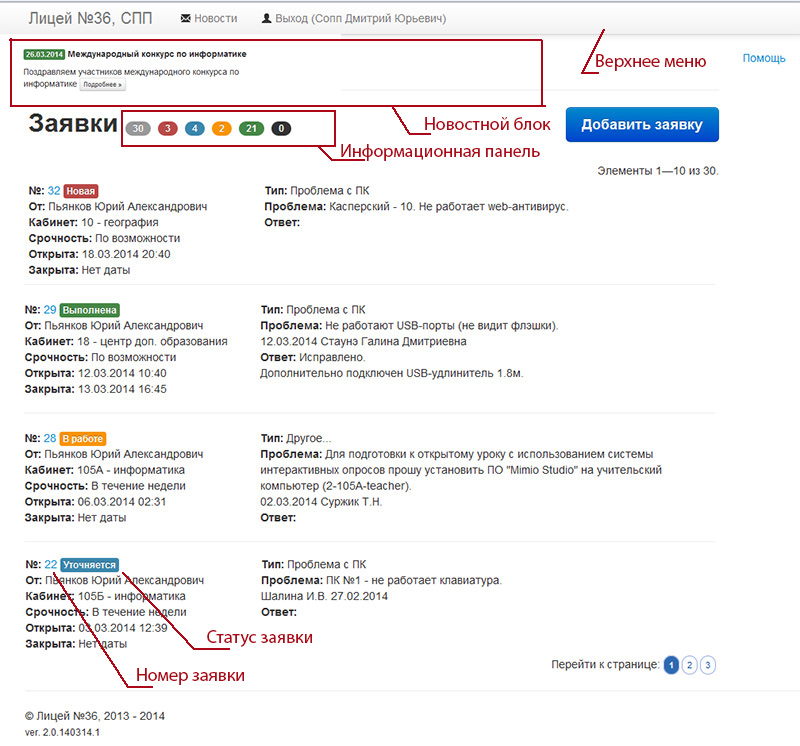 Лицей №36, СПП Новости Выход (Сопп Дмитрий Юрьевич)
26.03.2014 Международный конкурс по информатике
Поздравляем участников международного конкурса по
информатике Подробнее »
Верхнее меню
Помощь
Новостной блок
Заявки 30 3 4 2 21 0
Добавить заявку
Информационная панель
Элементы 1—10 из 30.
№: 32 Новая
От: Пьянков Юрий Александрович
Кабинет: 10 - география
Срочность: По возможности
Открыта: 18.03.2014 20:40
Закрыта: Нет даты
Тип: Проблема с ПК
Проблема: Касперский - 10. Не работает web-антивирус.
Ответ:
№: 29 Выполнена
От: Пьянков Юрий Александрович
Кабинет: 18 - центр доп. образования
Срочность: По возможности
Открыта: 12.03.2014 10:40
Закрыта: 13.03.2014 16:45
Тип: Проблема с ПК
Проблема: Не работают USB-порты (не видит флэшки).
12.03.2014 Стаунэ Галина Дмитриевна
Ответ: Исправлено.
Дополнительно подключен USB-удлинитель 1.8м.
№: 28 В работе
От: Пьянков Юрий Александрович
Кабинет: 105А - информатика
Срочность: В течение недели
Открыта: 06.03.2014 02:31
Закрыта: Нет даты
Тип: Другое...
Проблема: Для подготовки к открытому уроку с использованием системы
интерактивных опросов прошу установить ПО "Mimio Studio" на учительский
компьютер (2-105A-teacher).
02.03.2014 Суржик Т.Н.
Ответ:
№: 22 Уточняется
От: Пьянков Юрий Александрович
Кабинет: 105Б - информатика
Срочность: В течение недели
Открыта: 03.03.2014 12:39
Закрыта: Нет даты
Тип: Проблема с ПК
Проблема: ПК №1 - не работает клавиатура.
Шалина И.В. 27.02.2014
Ответ:
Статус заявки
Номер заявки
Перейти к странице: 1 2 3
© Лицей №36, 2013 - 2014
ver. 2.0.140314.1